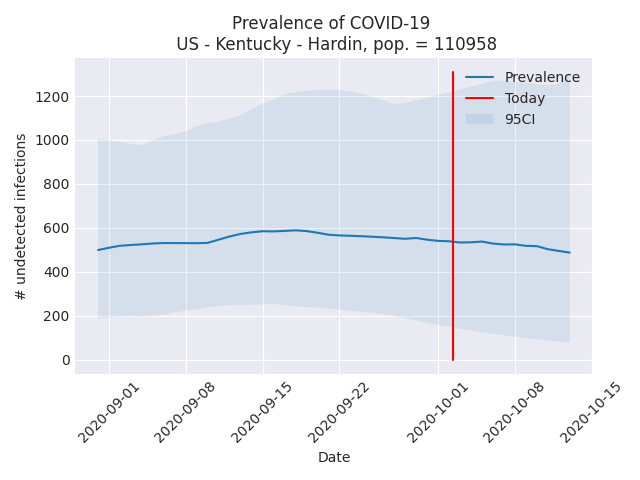 Prevalence of COVID-19
US - Kentucky - Hardin, pop. = 110958
Prevalence
Today
95CI
# undetected infections
1200
1000
800
600
400
200
0
2020-09-01
2020-09-08
2020-09-15
2020-09-22
2020-10-01
2020-10-08
2020-10-15
Date